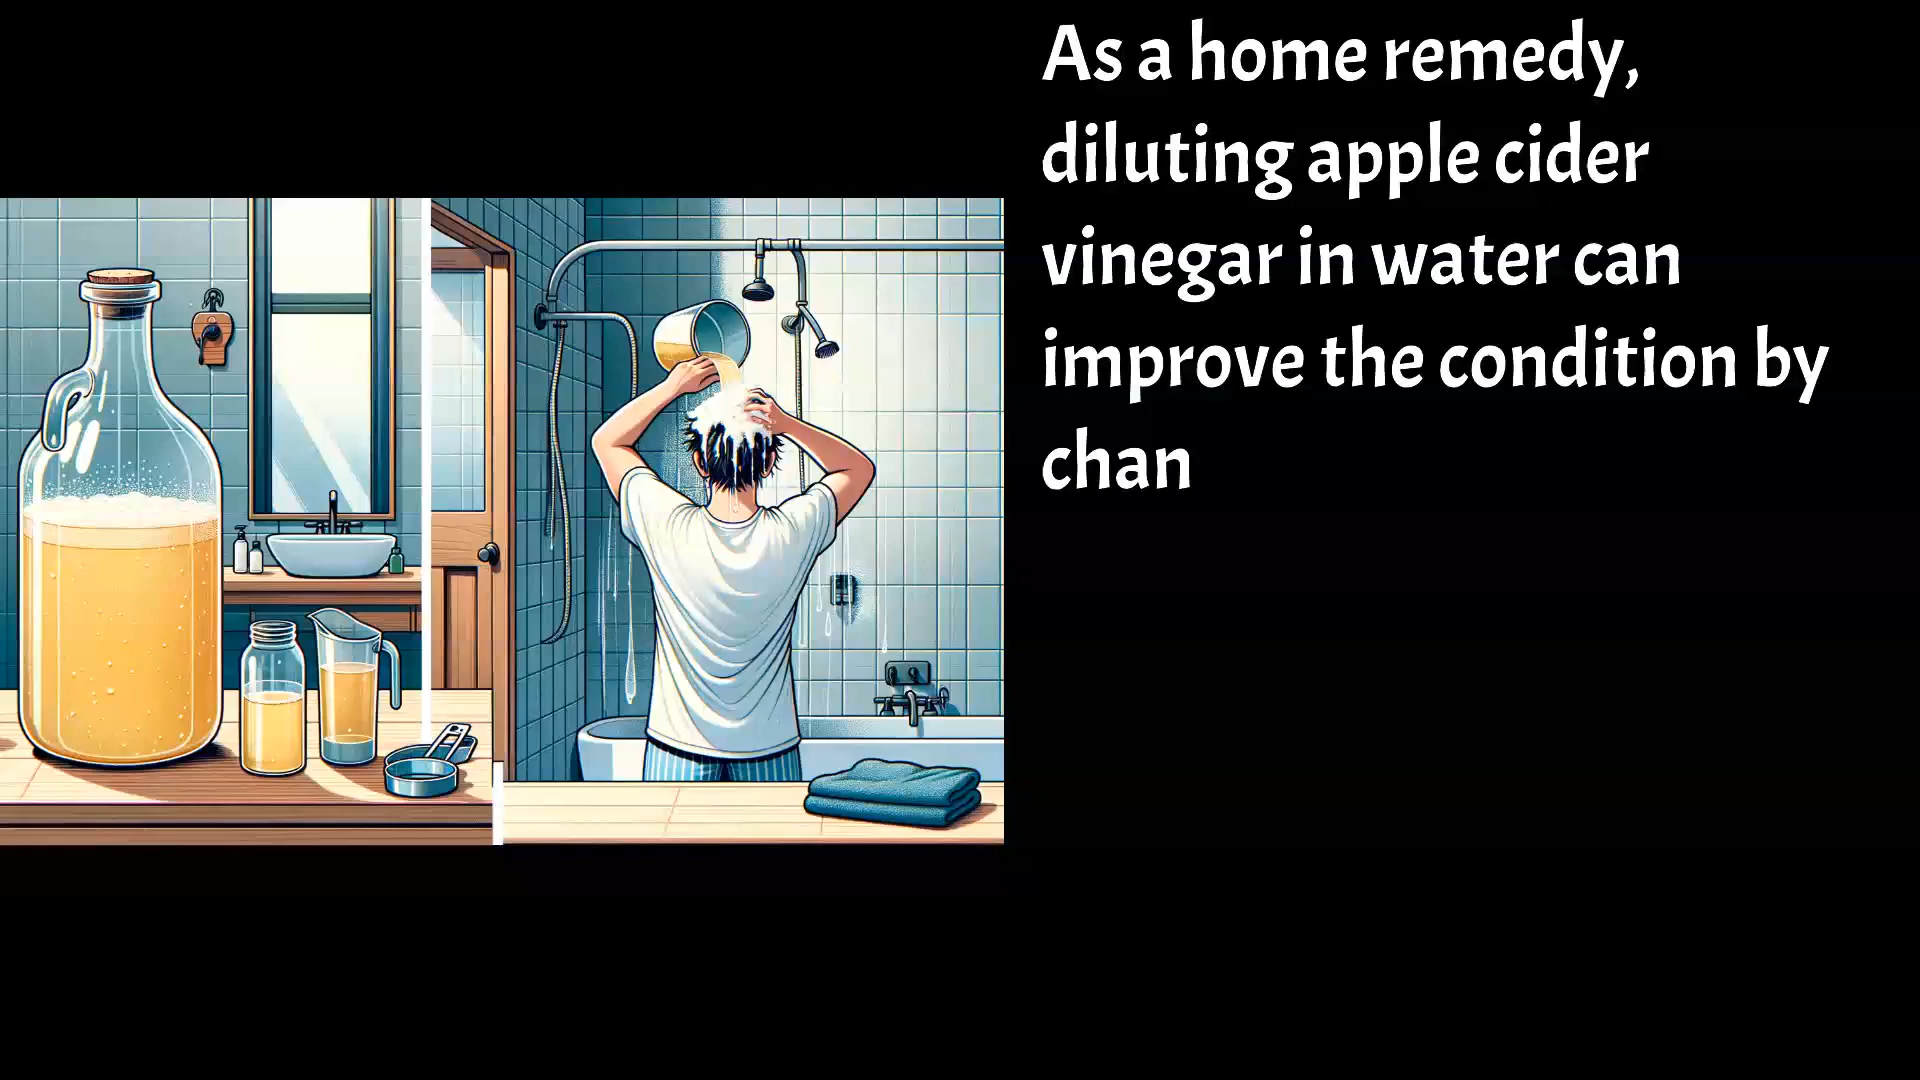 As a home remedy,
diluting apple cider
vinegar in water can
improve the condition by
chan